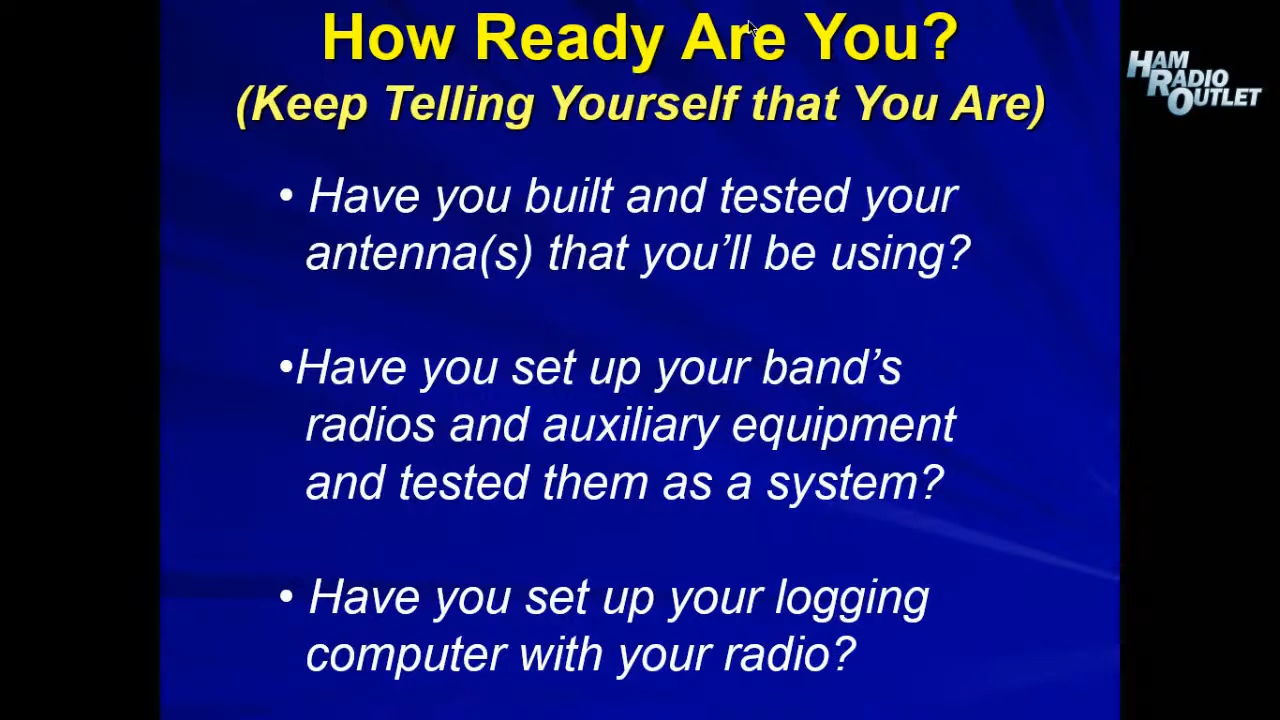 How Ready Are You?
(Keep Telling Yourself that You Are)
HAM
RADIO
OUTLET
• Have you built and tested your
antenna(s) that you’ll be using?
•Have you set up your band’s
radios and auxiliary equipment
and tested them as a system?
• Have you set up your logging
computer with your radio?